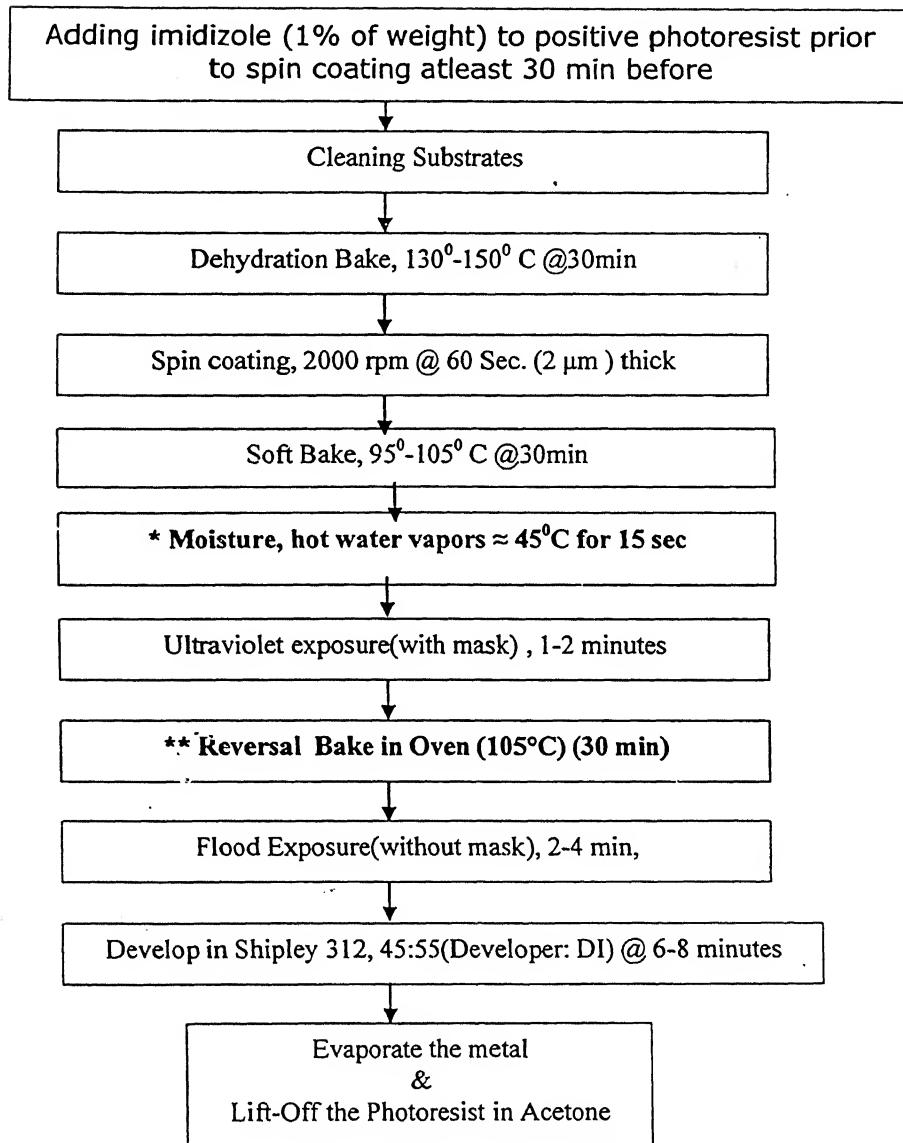 Adding imidizole (1% of weight) to positive photoresist prior
to spin coating atleast 30 min before
Cleaning Substrates
Dehydration Bake, 130⁰-150⁰ C @30min
Spin coating, 2000 rpm @ 60 Sec. (2 μm ) thick
Soft Bake, 95⁰-105⁰ C @30min
* Moisture, hot water vapors ≈ 45⁰C for 15 sec
Ultraviolet exposure(with mask) , 1-2 minutes
** Reversal Bake in Oven (105°C) (30 min)
Flood Exposure(without mask), 2-4 min,
Develop in Shipley 312, 45:55(Developer: DI) @ 6-8 minutes
Evaporate the metal
&
Lift-Off the Photoresist in Acetone